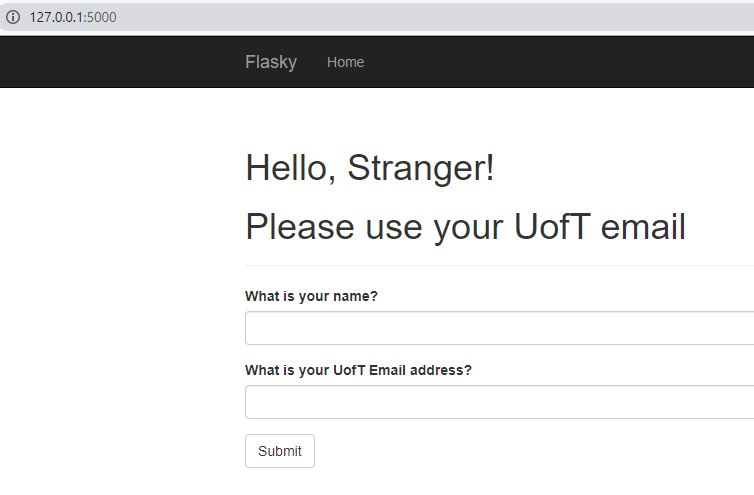 127.0.0.1:5000
Flasky Home
Hello, Stranger!
Please use your UofT email
What is your name?
What is your UofT Email address?
Submit